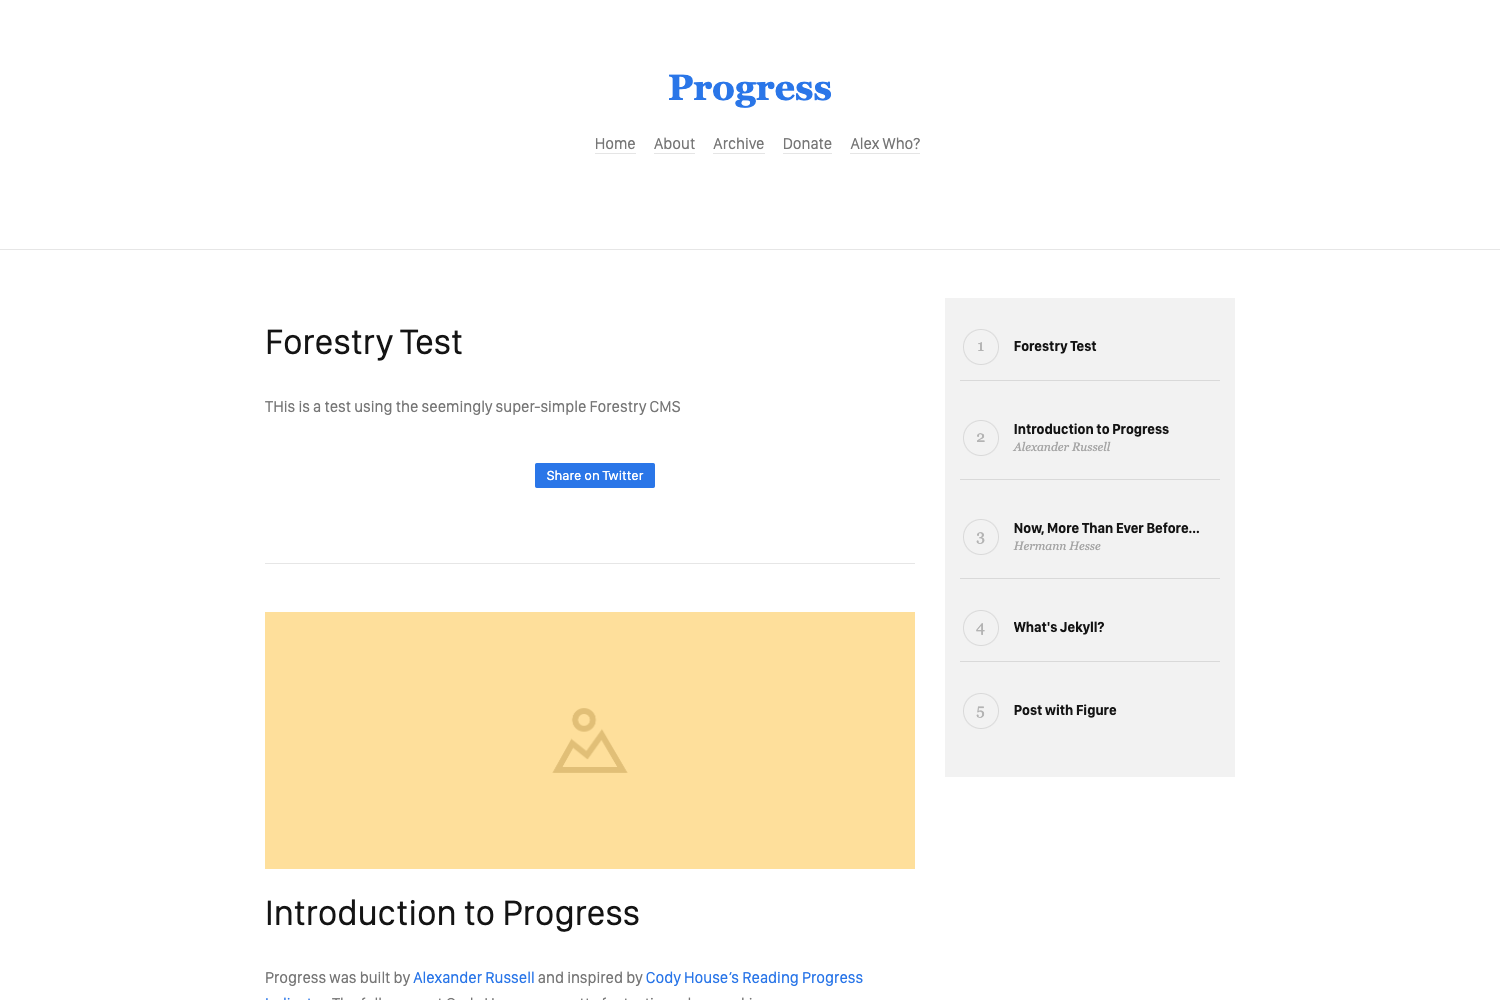 Progress
Home About Archive Donate Alex Who?
Forestry Test
THis is a test using the seemingly super-simple Forestry CMS
Share on Twitter
Introduction to Progress
Progress was built by Alexander Russell and inspired by Cody House’s Reading Progress
1
Forestry Test
2
Introduction to Progress
Alexander Russell
3
Now, More Than Ever Before...
Hermann Hesse
4
What's Jekyll?
5
Post with Figure